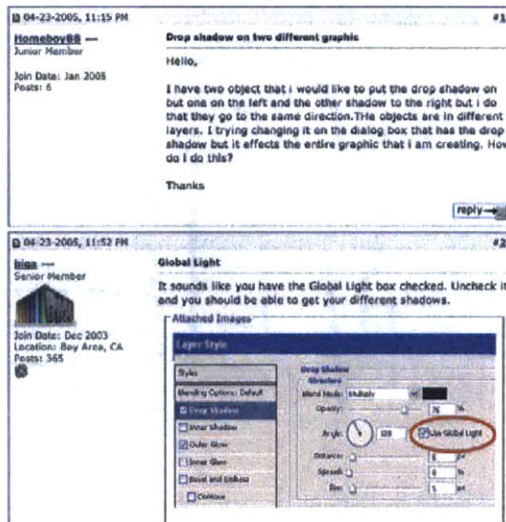 04-23-2005, 11:15 PM #1
Homeboy88
Junior Member
Join Date: Jan 2005
Posts: 6
Drop shadow on two different graphic
Hello,
I have two object that i would like to put the drop shadow on
but one on the left and the other shadow to the right but i do
that they go to the same direction.THe objects are in different
layers. I trying changing it on the dialog box that has the drop
shadow but it effects the entire graphic that i am creating. How
do i do this?
Thanks
reply
04-23-2005, 11:52 PM #2
Senior Member
Join Date: Dec 2003
Location: Bay Area, CA
Posts: 365
Global Light
It sounds like you have the Global Light box checked. Uncheck it
and you should be able to get your different shadows.
Attached Images
Layer Style
Styles
Blending Options: Default
Drop Shadow
Inner Shadow
Outer Glow
Inner Glow
Bevel and Emboss
Contour
Drop Shadow
Structure
Blend Mode: Multiply
Opacity: %
Angle: Use Global Light
Distance: px
Spread: %
Size: px